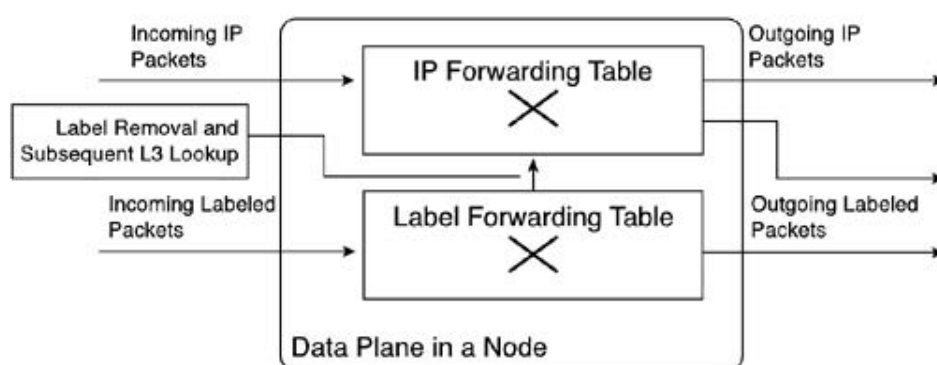 Incoming IP
Packets
Outgoing IP
Packets
IP Forwarding Table
Label Removal and
Subsequent L3 Lookup
Incoming Labeled
Packets
Label Forwarding Table
Outgoing Labeled
Packets
Data Plane in a Node